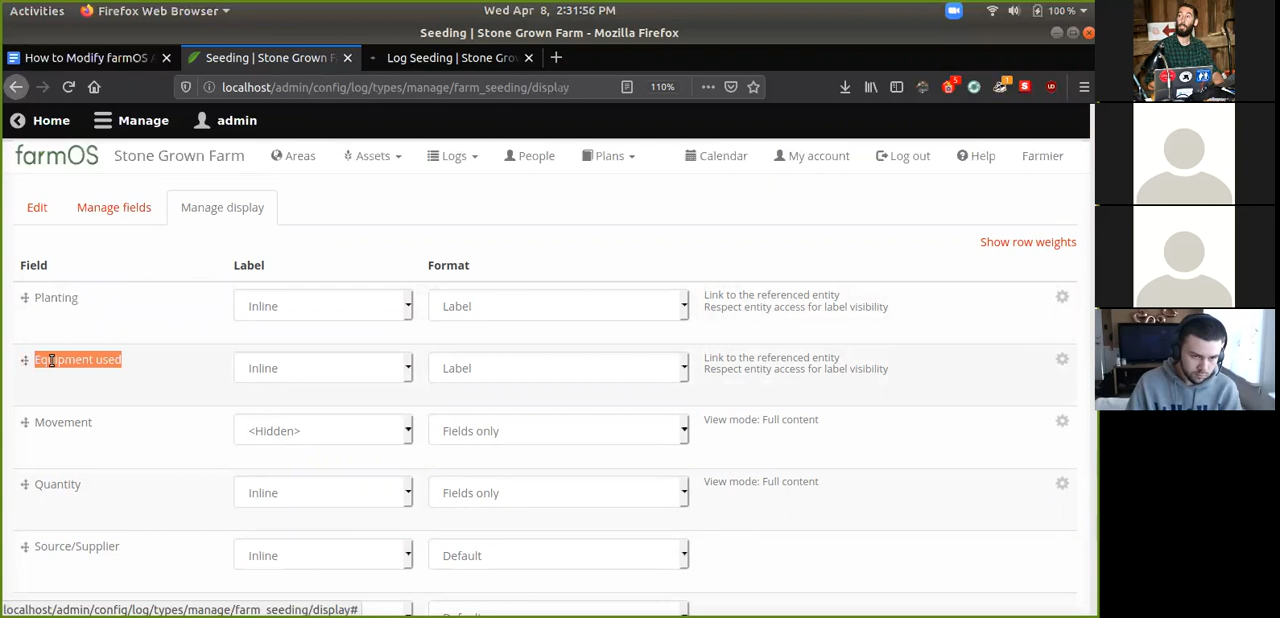 Activities Firefox Web Browser Wed Apr 8, 2:31:56 PM 100 %
Seeding | Stone Grown Farm - Mozilla Firefox
How to Modify farmOS Seeding | Stone Grown F Log Seeding | Stone Gro
localhost/admin/config/log/types/manage/farm_seeding/display 110%
Home Manage admin
farmOS Stone Grown Farm Areas Assets Logs People Plans Calendar My account Log out Help Farmier
Edit Manage fields Manage display
Show row weights
Field Label Format
Planting Inline Label Link to the referenced entity
Respect entity access for label visibility
Equipment used Inline Label Link to the referenced entity
Respect entity access for label visibility
Movement <Hidden> Fields only View mode: Full content
Quantity Inline Fields only View mode: Full content
Source/Supplier Inline Default
localhost/admin/config/log/types/manage/farm_seeding/display#